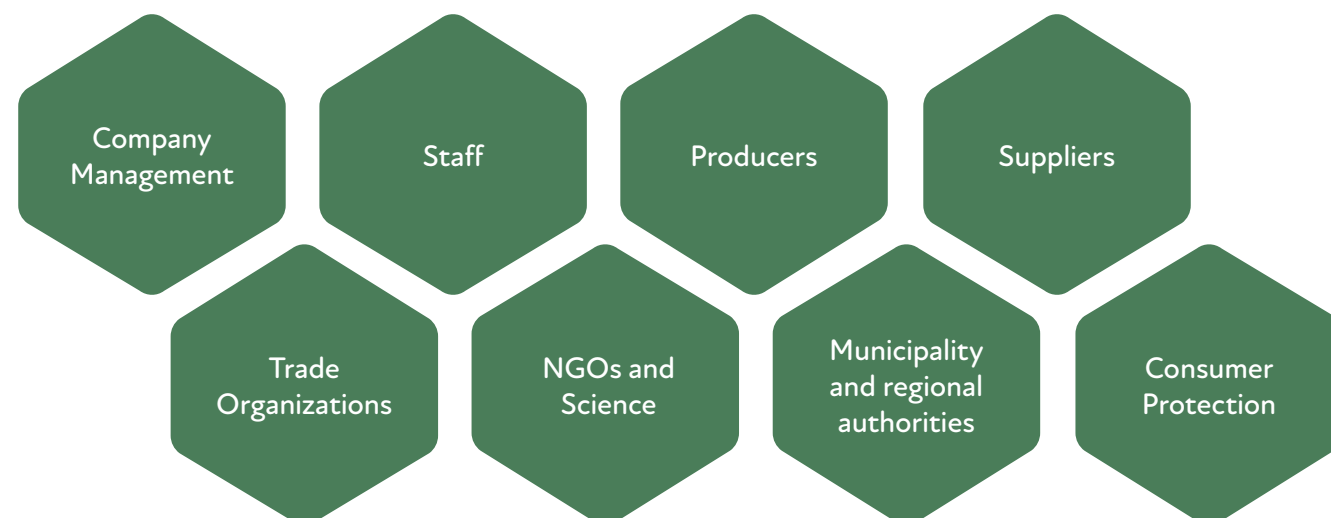 Company
Management
Staff
Producers
Suppliers
Trade
Organizations
NGOs and
Science
Municipality
and regional
authorities
Consumer
Protection